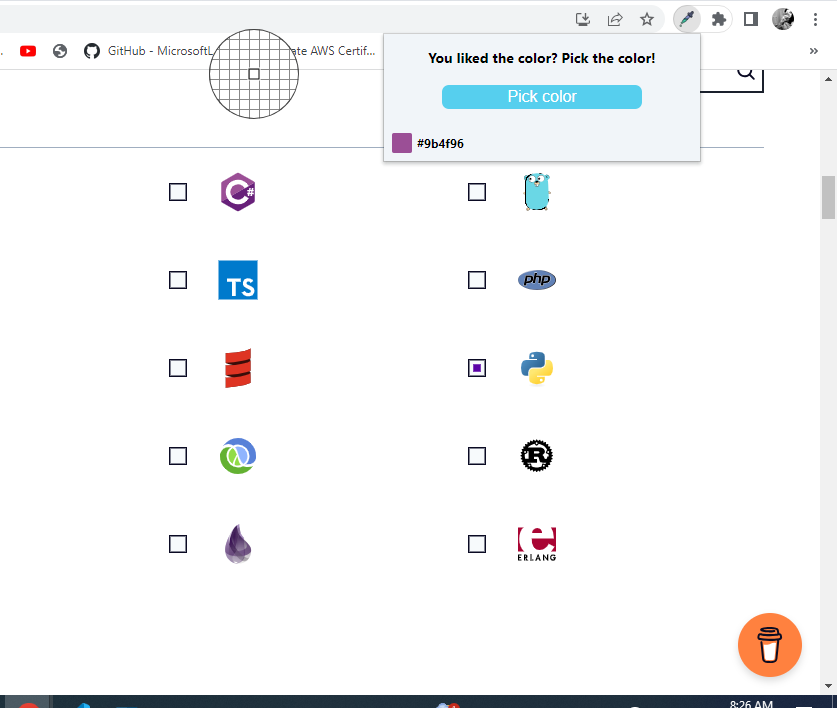 GitHub - MicrosoftL
ate AWS Certif...
»
You liked the color? Pick the color!
Pick color
#9b4f96
C#
TS
php
R
e
ERLANG
8:26 AM